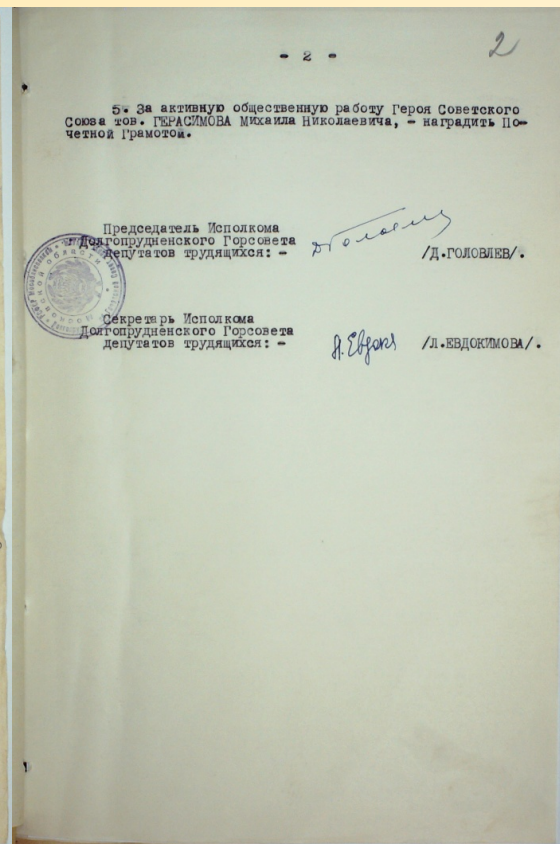 - 2 -
2
5. За активную общественную работу Героя Советского
Союза тов. ГЕРАСИМОВА Михаила Николаевича, - наградить По-
четной Грамотой.
Председатель Исполкома
Долгопрудненского Горсовета
депутатов трудящихся: -
/Д.ГОЛОВЛЕВ/.
Секретарь Исполкома
Долгопрудненского Горсовета
депутатов трудящихся: -
/Л.ЕВДОКИМОВА/.